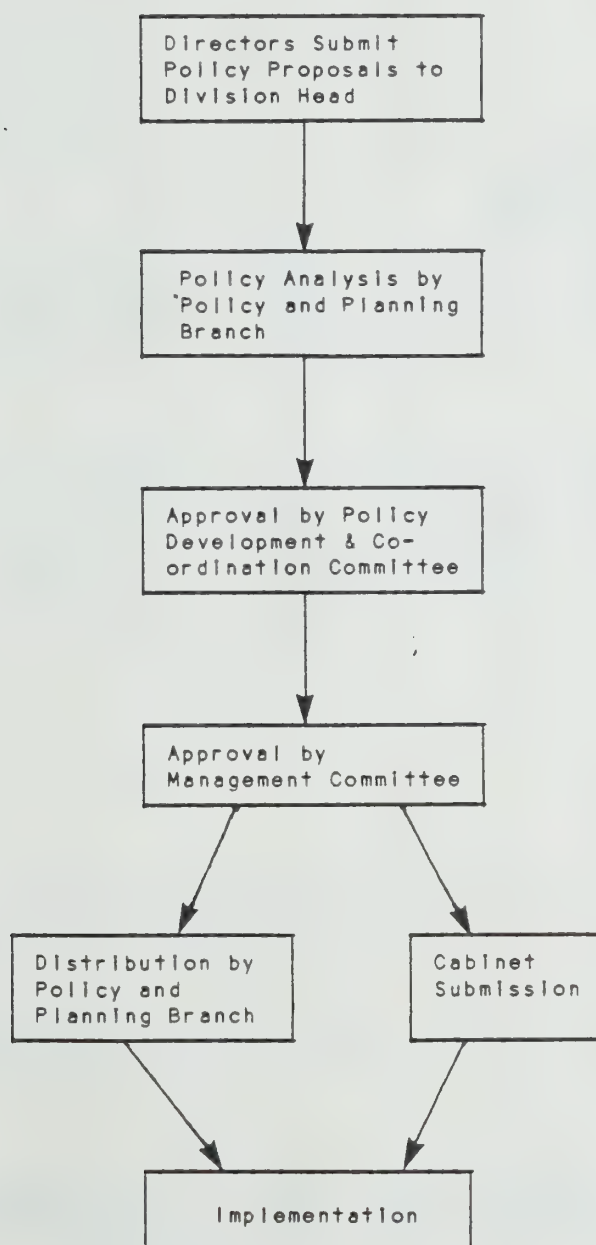 Directors Submit
Policy Proposals to
Division Head
Policy Analysis by
Policy and Planning
Branch
Approval by Policy
Development & Co-
ordination Committee
Approval by
Management Committee
Distribution by
Policy and
Planning Branch
Cabinet
Submission
Implementation